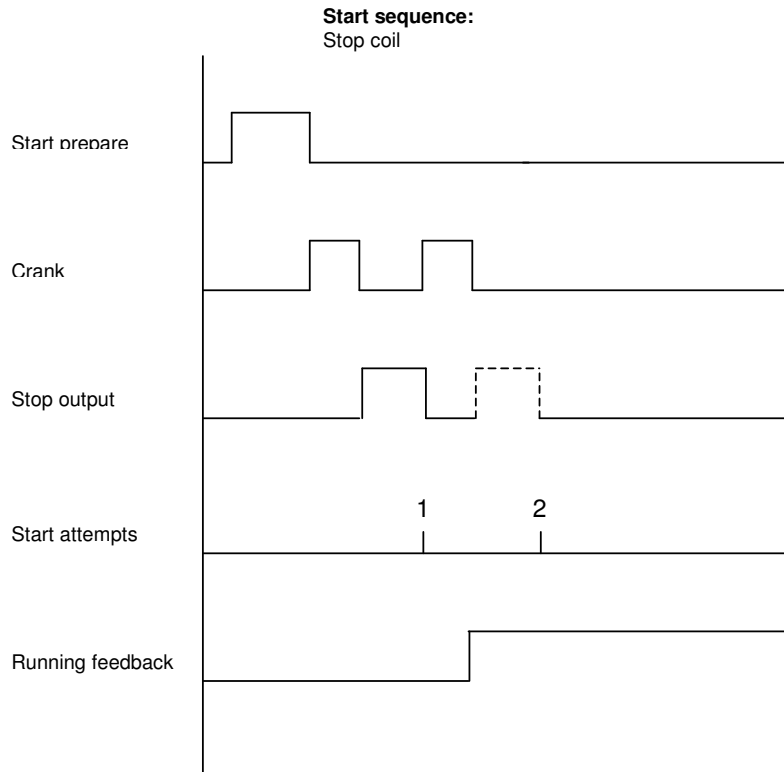 Start sequence:
Stop coil
Start prepare
Crank
Stop output
1 2
Start attempts
Running feedback